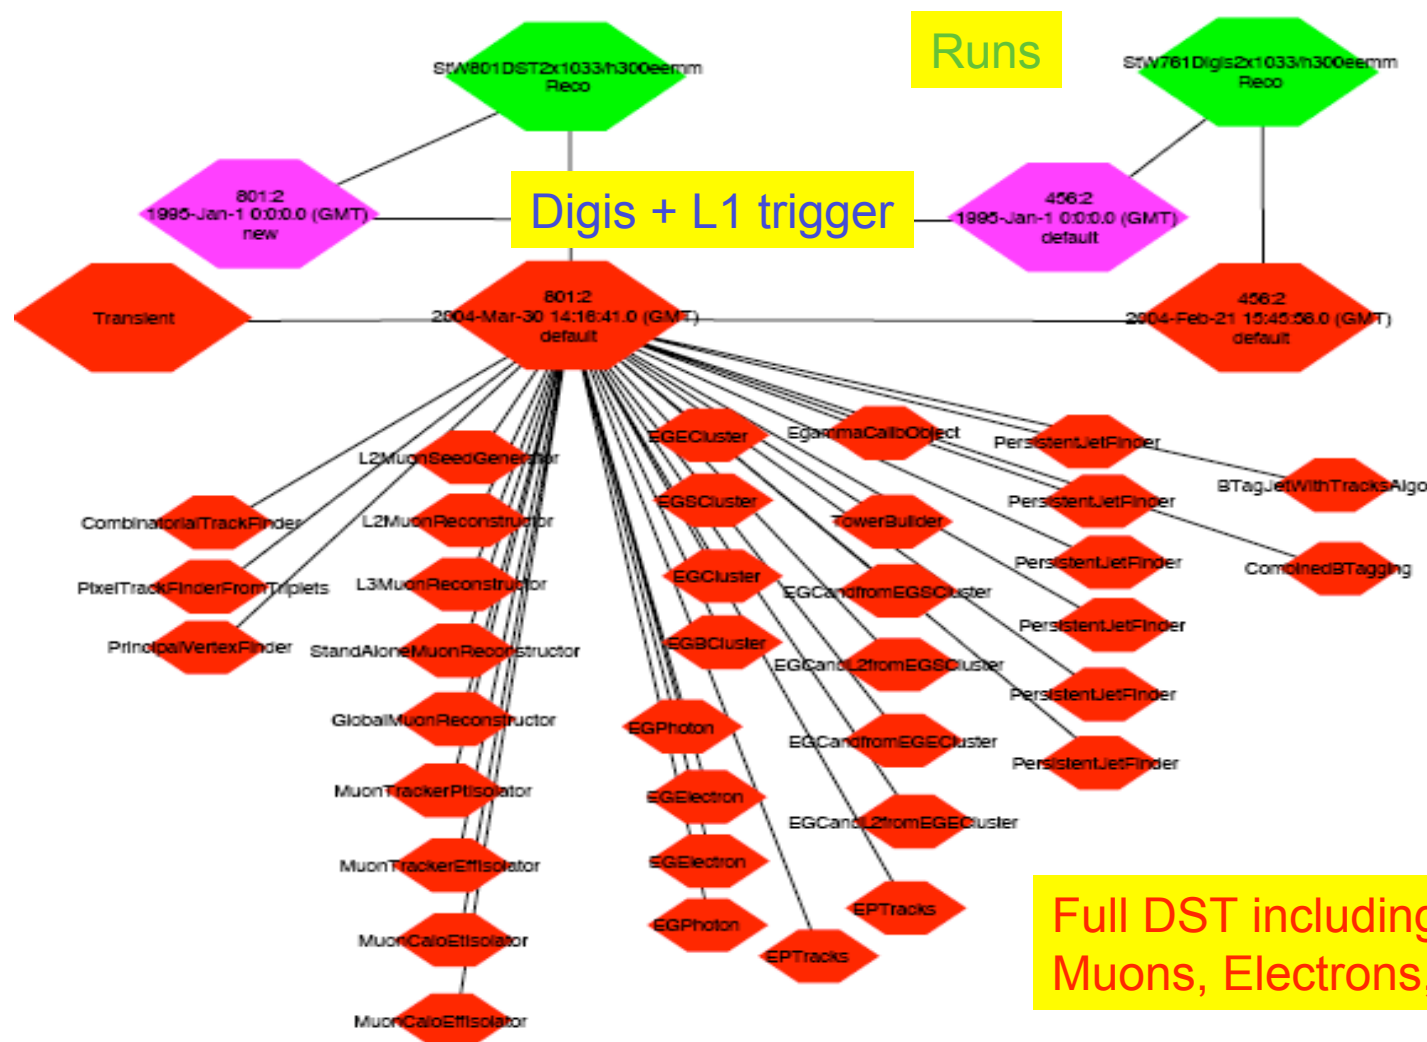 Runs
StW801DST2x1033/h300eemm
Reco
StW761Digis2x1033/h300eemm
Reco
801:2
1995-Jan-1 0:0:0.0 (GMT)
new
Digis + L1 trigger
456:2
1995-Jan-1 0:0:0.0 (GMT)
default
Transient
801:2
2004-Mar-30 14:16:41.0 (GMT)
default
456:2
2004-Feb-21 15:45:58.0 (GMT)
default
CombinatorialTrackFinder
PixelTrackFinderFromTriplets
PrincipalVertexFinder
L2MuonSeedGenerator
L2MuonReconstructor
L3MuonReconstructor
StandAloneMuonReconstructor
GlobalMuonReconstructor
MuonTrackerPtIsolator
MuonTrackerEffIsolator
MuonCaloEtIsolator
MuonCaloEffIsolator
EGECluster
EGSCluster
EGCluster
EGBCluster
EGPhoton
EGElectron
EGElectron
EGPhoton
EPTracks
EgammaCalibObject
TowerBuilder
EGCandfromEGSCluster
EGCandL2fromEGSCluster
EGCandfromEGECluster
EGCandL2fromEGECluster
EPTracks
PersistentJetFinder
PersistentJetFinder
PersistentJetFinder
PersistentJetFinder
PersistentJetFinder
PersistentJetFinder
BTagJetWithTracksAlgo
CombinedBTagging
Full DST including
Muons, Electrons,